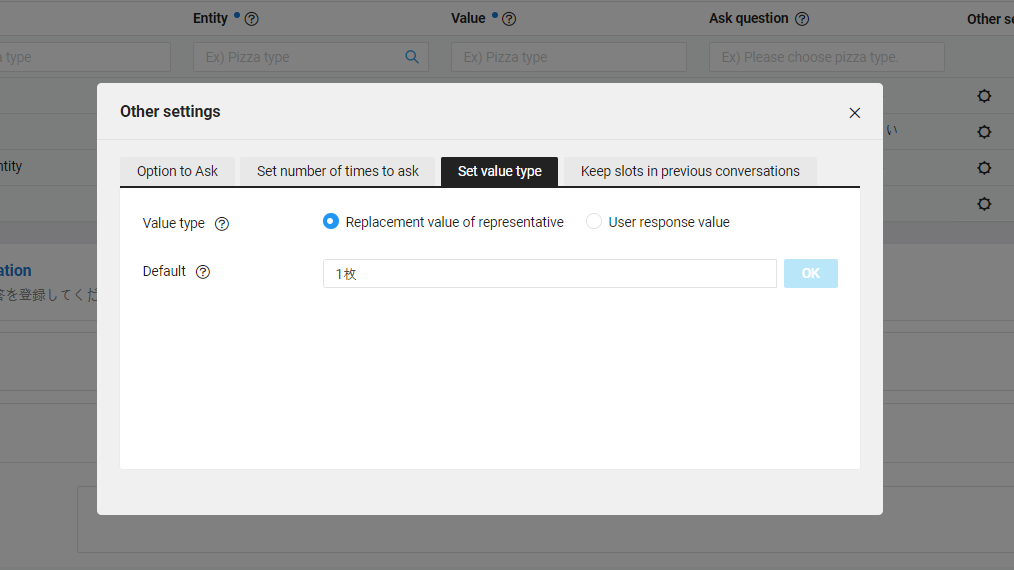 Entity Value Ask question Other se
a type Ex) Pizza type Ex) Pizza type Ex) Please choose pizza type.
Other settings
い
ntity
Option to Ask Set number of times to ask Set value type Keep slots in previous conversations
Value type Replacement value of representative User response value
Default 1枚 OK
ation
答を登録してくだ